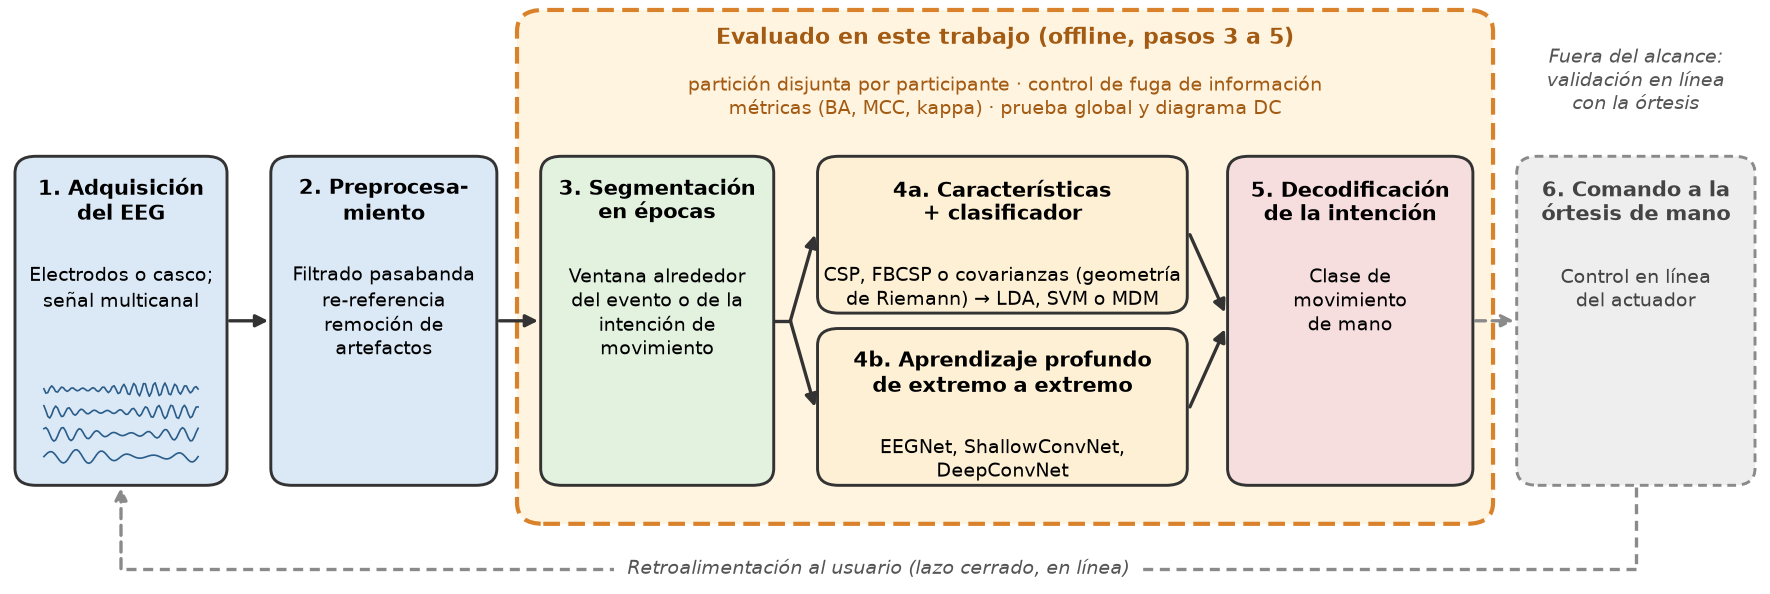 Evaluado en este trabajo (offline, pasos 3 a 5)
partición disjunta por participante · control de fuga de información
métricas (BA, MCC, kappa) · prueba global y diagrama DC
Fuera del alcance:
validación en línea
con la órtesis
1. Adquisición
del EEG
Electrodos o casco;
señal multicanal
2. Preprocesa-
miento
Filtrado pasabanda
re-referencia
remoción de
artefactos
3. Segmentación
en épocas
Ventana alrededor
del evento o de la
intención de
movimiento
4a. Características
+ clasificador
CSP, FBCSP o covarianzas (geometría
de Riemann) → LDA, SVM o MDM
4b. Aprendizaje profundo
de extremo a extremo
EEGNet, ShallowConvNet,
DeepConvNet
5. Decodificación
de la intención
Clase de
movimiento
de mano
6. Comando a la
órtesis de mano
Control en línea
del actuador
Retroalimentación al usuario (lazo cerrado, en línea)